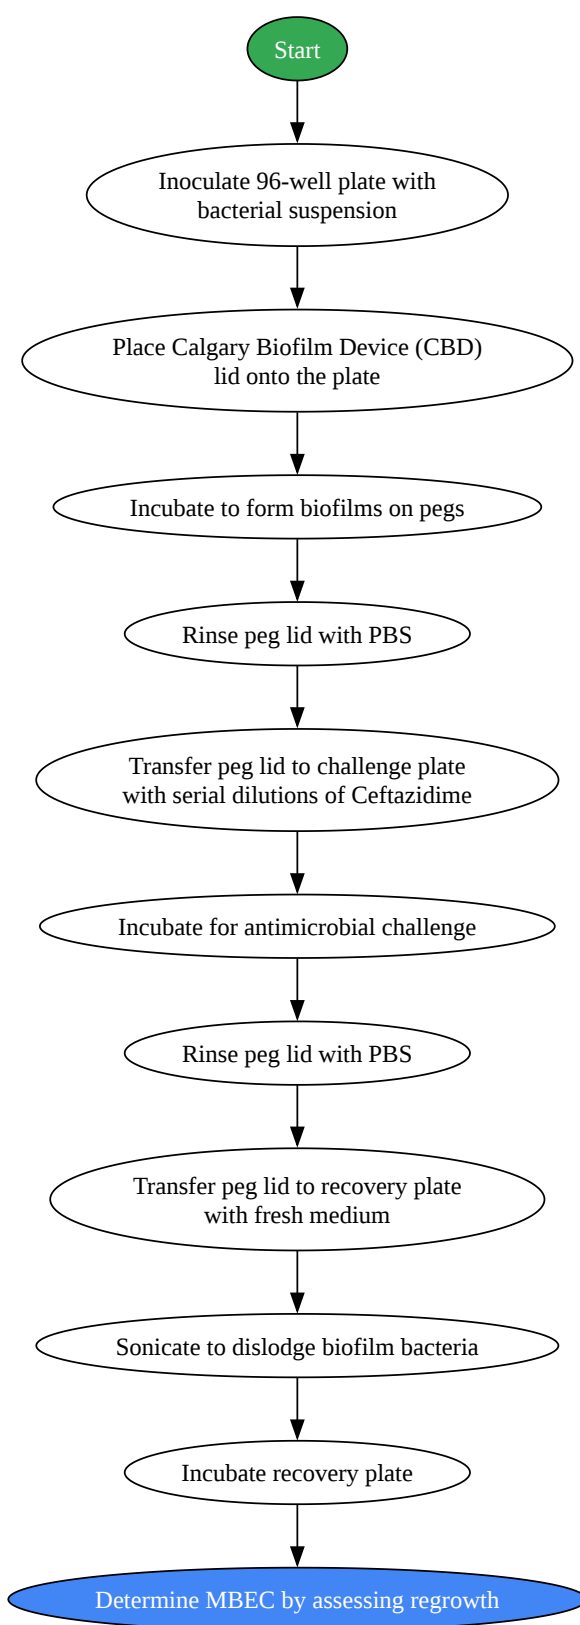 Start
Inoculate 96-well plate with
bacterial suspension
Place Calgary Biofilm Device (CBD)
lid onto the plate
Incubate to form biofilms on pegs
Rinse peg lid with PBS
Transfer peg lid to challenge plate
with serial dilutions of Ceftazidime
Incubate for antimicrobial challenge
Rinse peg lid with PBS
Transfer peg lid to recovery plate
with fresh medium
Sonicate to dislodge biofilm bacteria
Incubate recovery plate
Determine MBEC by assessing regrowth